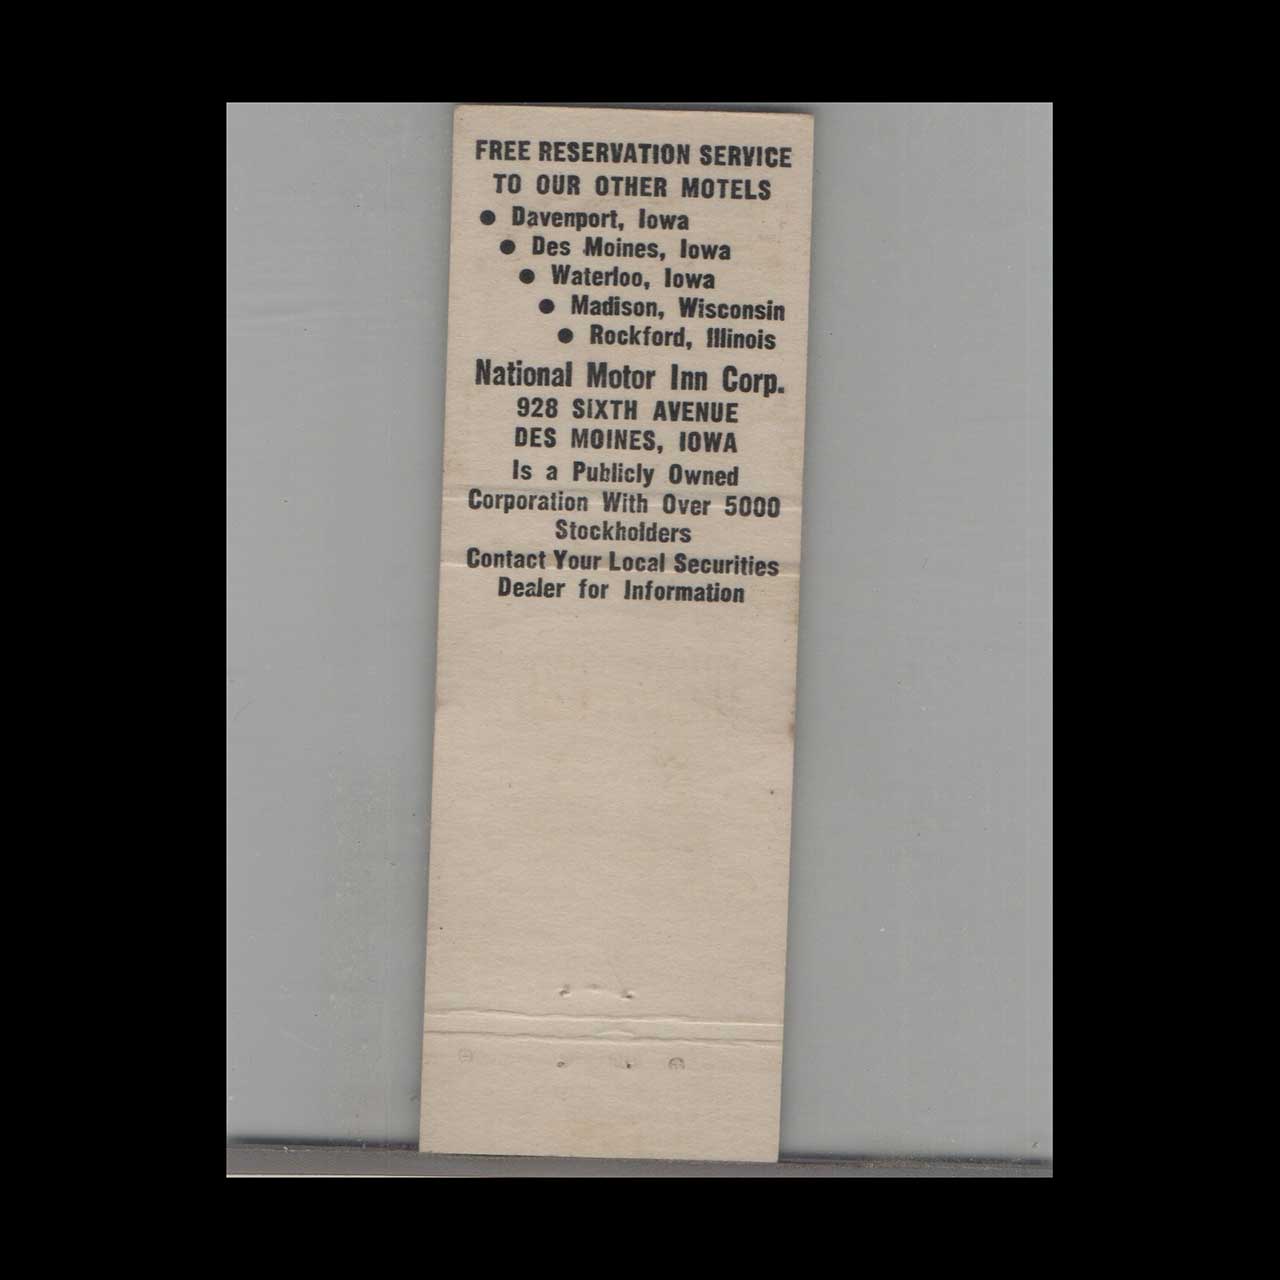 FREE RESERVATION SERVICE
TO OUR OTHER MOTELS
● Davenport, Iowa
● Des Moines, Iowa
● Waterloo, Iowa
● Madison, Wisconsin
● Rockford, Illinois
National Motor Inn Corp.
928 SIXTH AVENUE
DES MOINES, IOWA
Is a Publicly Owned
Corporation With Over 5000
Stockholders
Contact Your Local Securities
Dealer for Information